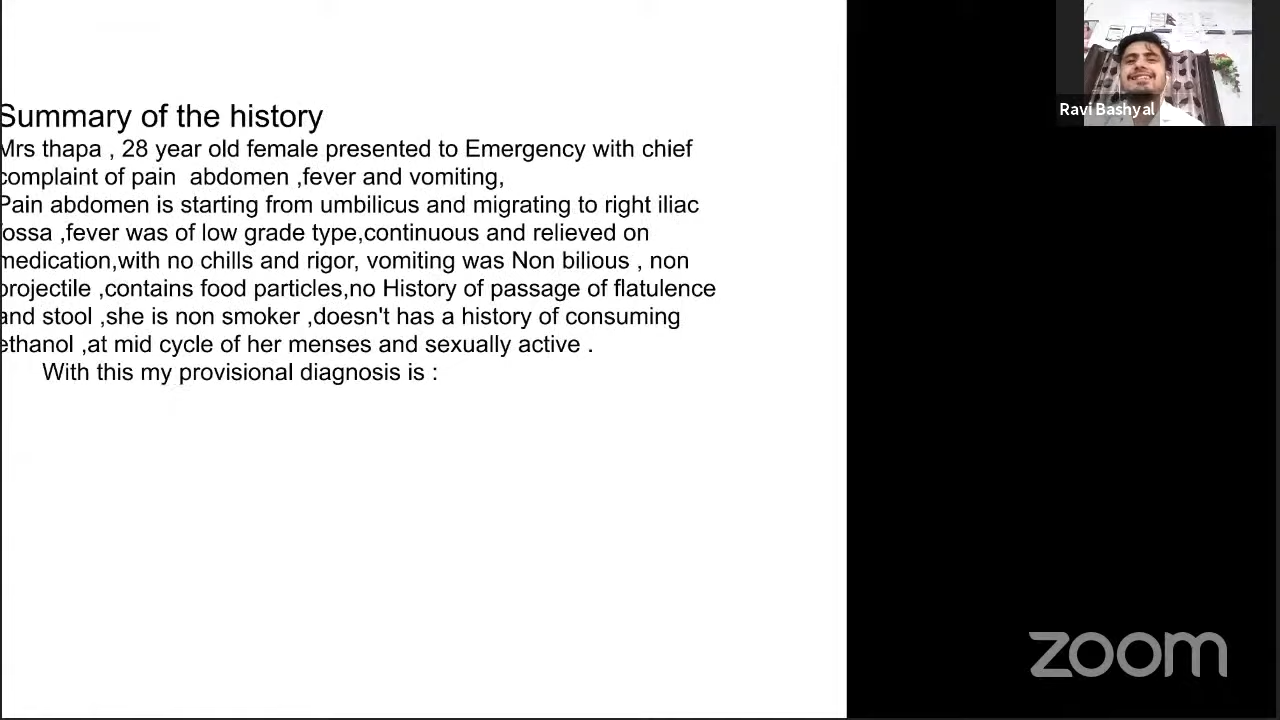 Summary of the history
Mrs thapa , 28 year old female presented to Emergency with chief
complaint of pain  abdomen ,fever and vomiting,
Pain abdomen is starting from umbilicus and migrating to right iliac
fossa ,fever was of low grade type,continuous and relieved on
medication,with no chills and rigor, vomiting was Non bilious , non
projectile ,contains food particles,no History of passage of flatulence
and stool ,she is non smoker ,doesn't has a history of consuming
ethanol ,at mid cycle of her menses and sexually active .
With this my provisional diagnosis is :
Ravi Bashyal
zoom